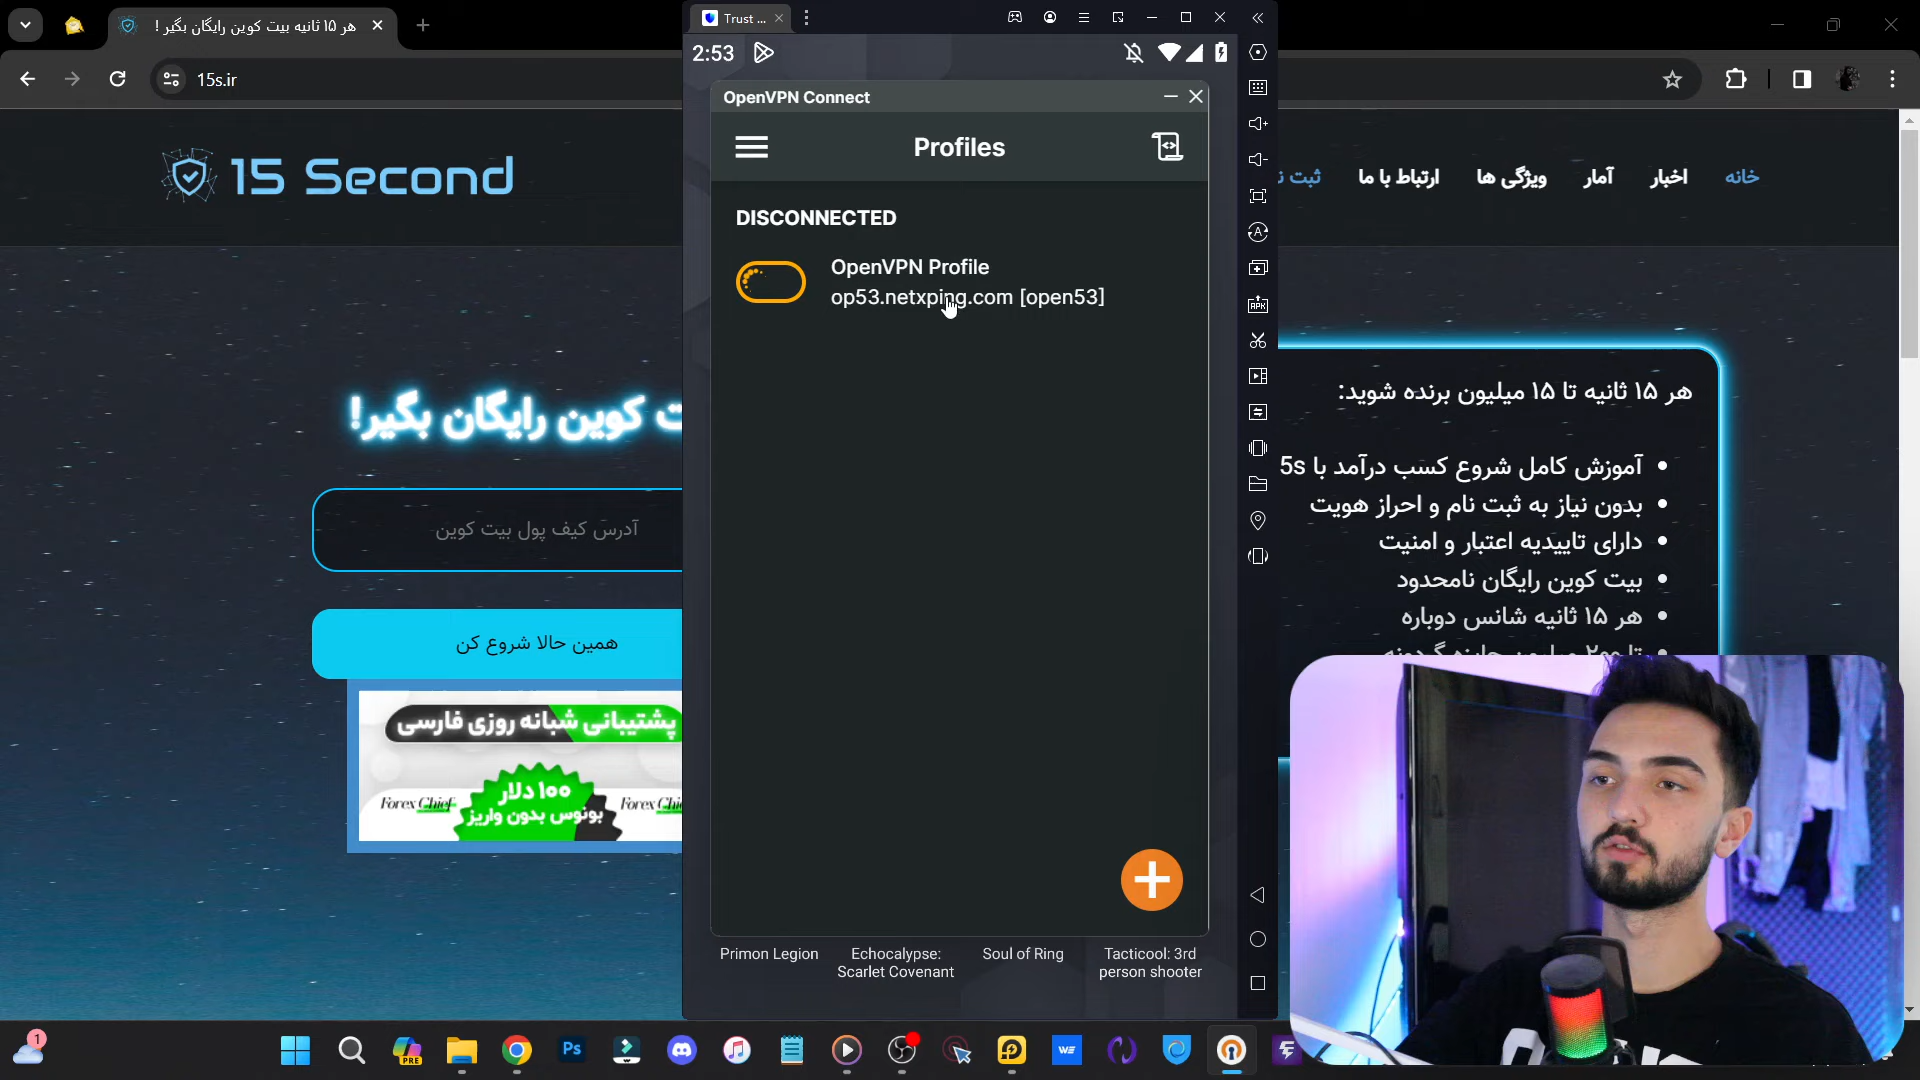 هر ۱۵ ثانیه بیت کوین رایگان بگیر !
15s.ir
Trust ...
2:53
OpenVPN Connect
Profiles
DISCONNECTED
OpenVPN Profile
op53.netxping.com [open53]
Primon Legion
Echocalypse:
Scarlet Covenant
Soul of Ring
Tacticool: 3rd
person shooter
15 Second
خانه
اخبار
آمار
ویژگی ها
ارتباط با ما
ثبت
کوین رایگان بگیر!
آدرس کیف پول بیت کوین
همین حالا شروع کن
پشتیبانی شبانه روزی فارسی
Forex Chief
۱۰۰ دلار
بونوس بدون واریز
هر ۱۵ ثانیه تا ۱۵ میلیون برنده شوید:
آموزش کامل شروع کسب درآمد با 5s
بدون نیاز به ثبت نام و احراز هویت
دارای تاییدیه اعتبار و امنیت
بیت کوین رایگان نامحدود
هر ۱۵ ثانیه شانس دوباره
1
PRE
Ps
WE